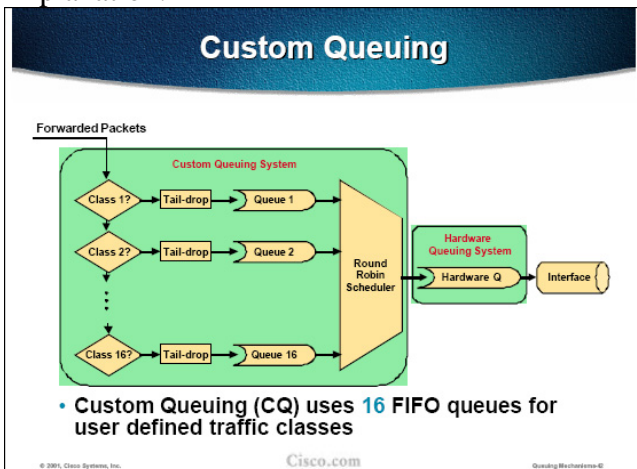 Custom Queuing
Forwarded Packets
Custom Queuing System
Class 1?
Tail-drop
Queue 1
Class 2?
Tail-drop
Queue 2
Round
Robin
Scheduler
Hardware
Queuing System
Hardware Q
Interface
Class 16?
Tail-drop
Queue 16
• Custom Queuing (CQ) uses 16 FIFO queues for
user defined traffic classes
© 2001, Cisco Systems, Inc.
Cisco.com
Queuing Mechanisms-62